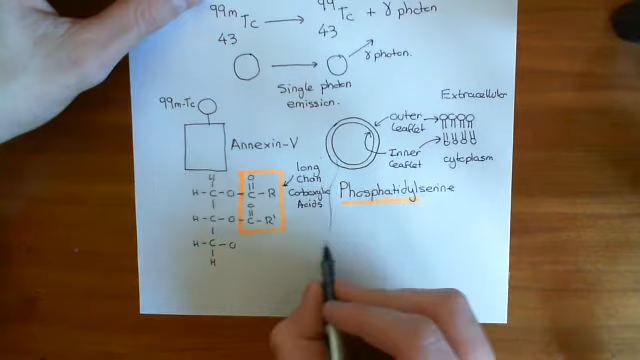 99m Tc → 99 Tc + γ photon
43 43
γ photon.
Single photon
emission.
99m-Tc
Annexin-V
Extracellular
outer
leaflet
Inner
leaflet
cytoplasm
long
Chain
Carboxylic
Acids
Phosphatidylserine
H
H-C-O-C-R
O
H-C-O-C-R'
O
H-C-O
H